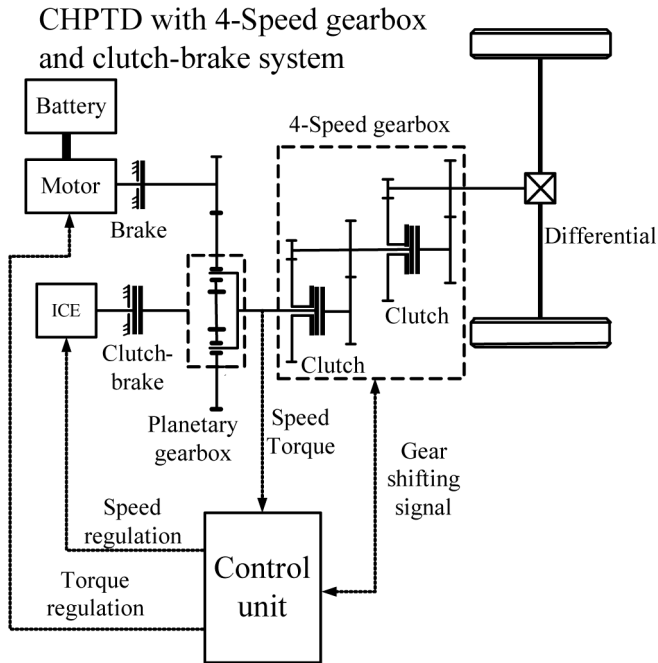 CHPTD with 4-Speed gearbox
and clutch-brake system
Battery
4-Speed gearbox
Motor
Brake
Differential
ICE
Clutch
Clutch-
brake
Clutch
Planetary
gearbox
Speed
Torque
Gear
shifting
signal
Speed
regulation
Torque
regulation
Control
unit